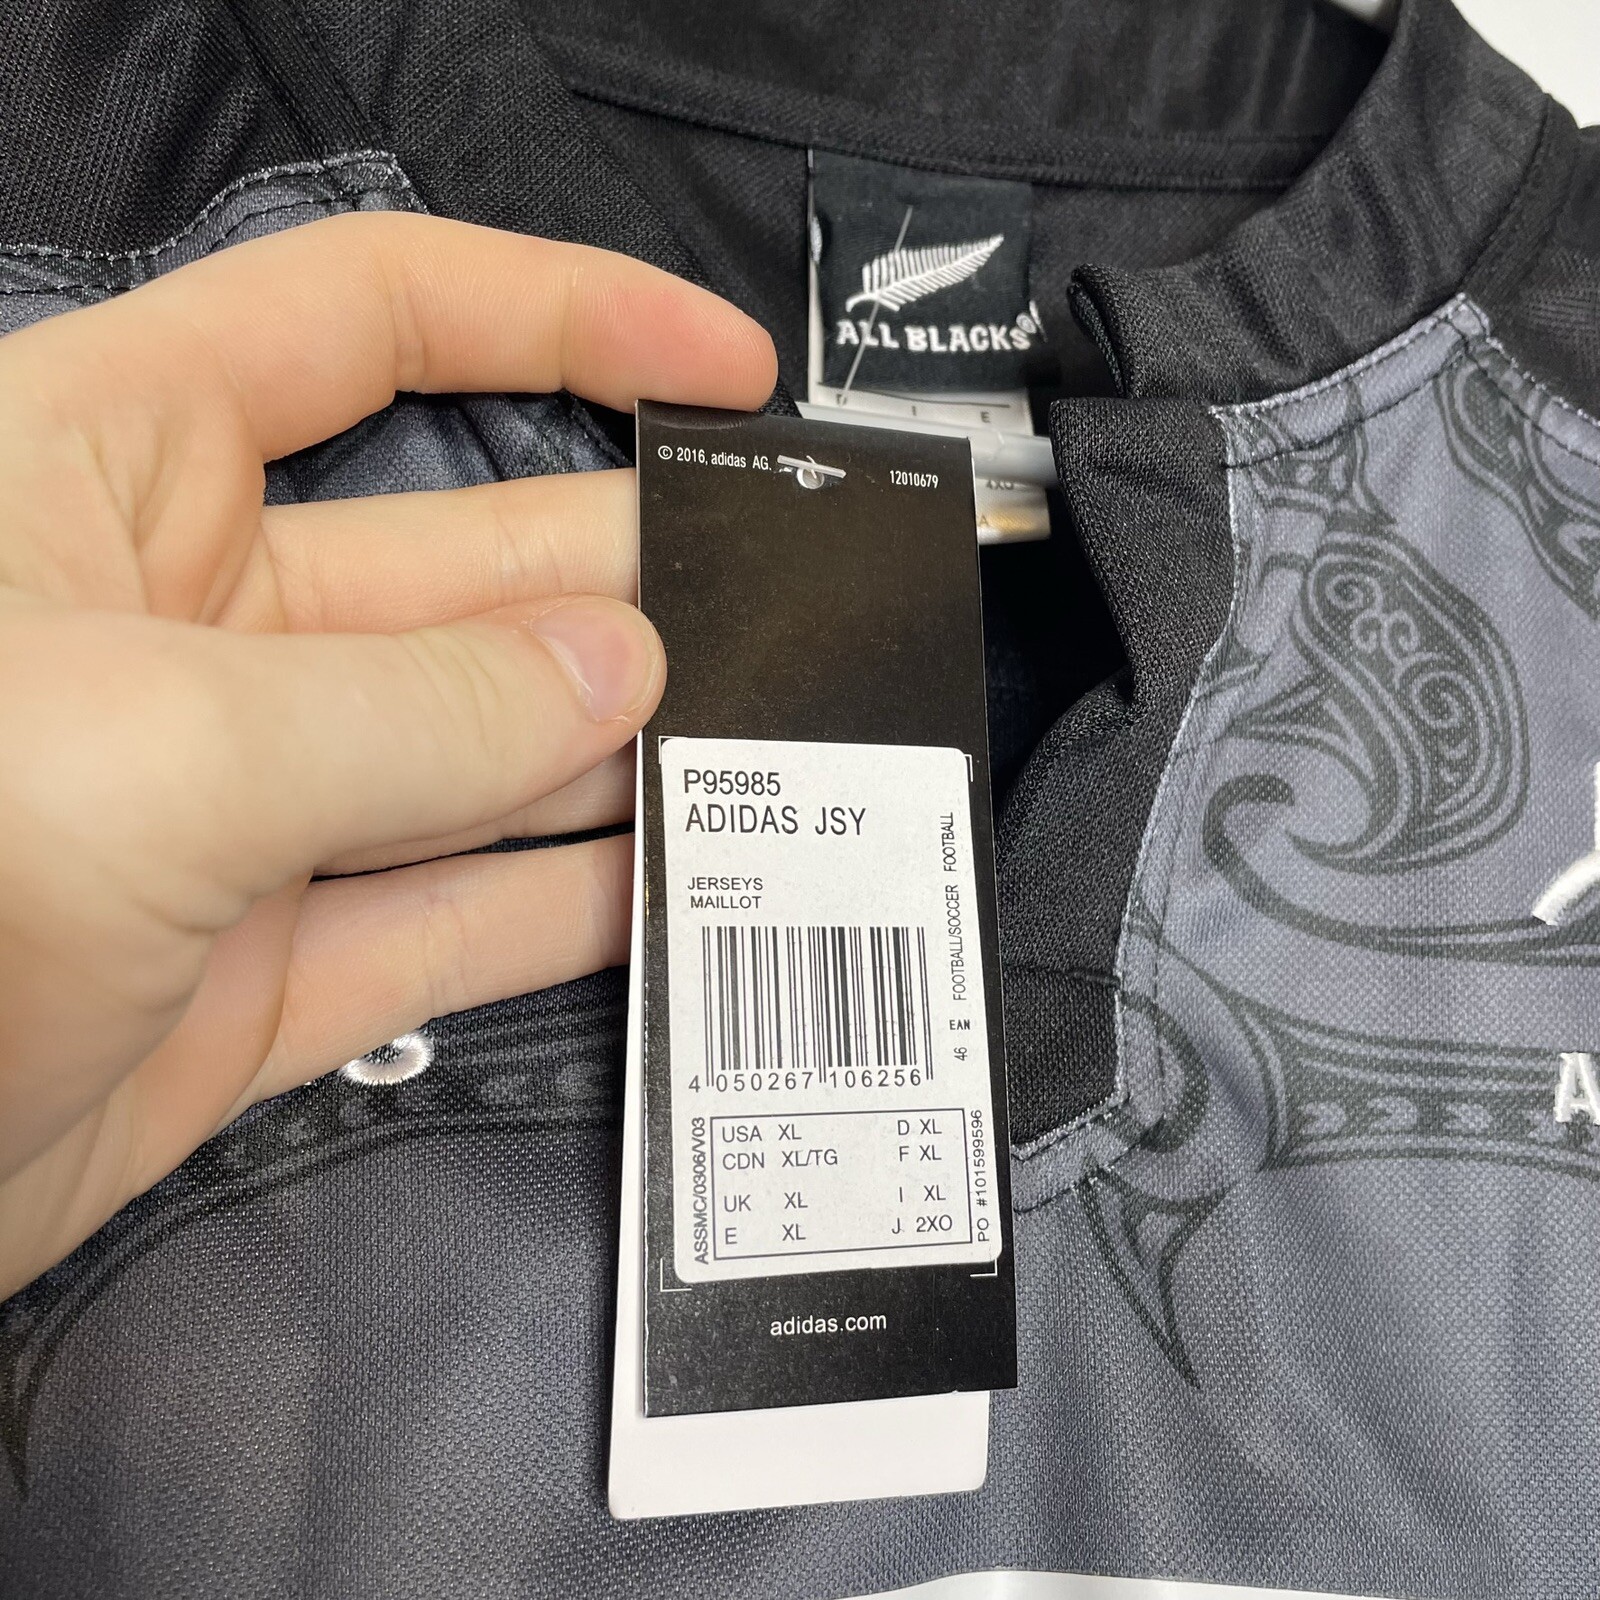 ALL BLACKS®
D I E
4XO
A
© 2016, adidas AG.
12010679
P95985
ADIDAS JSY
JERSEYS
MAILLOT
FOOTBALL/SOCCER FOOTBALL
EAN
46
4 050267 106256
ASSMC/0306/V03
USA XL D XL
CDN XL/TG F XL
UK XL I XL
E XL J 2XO
PO #101599596
adidas.com
A